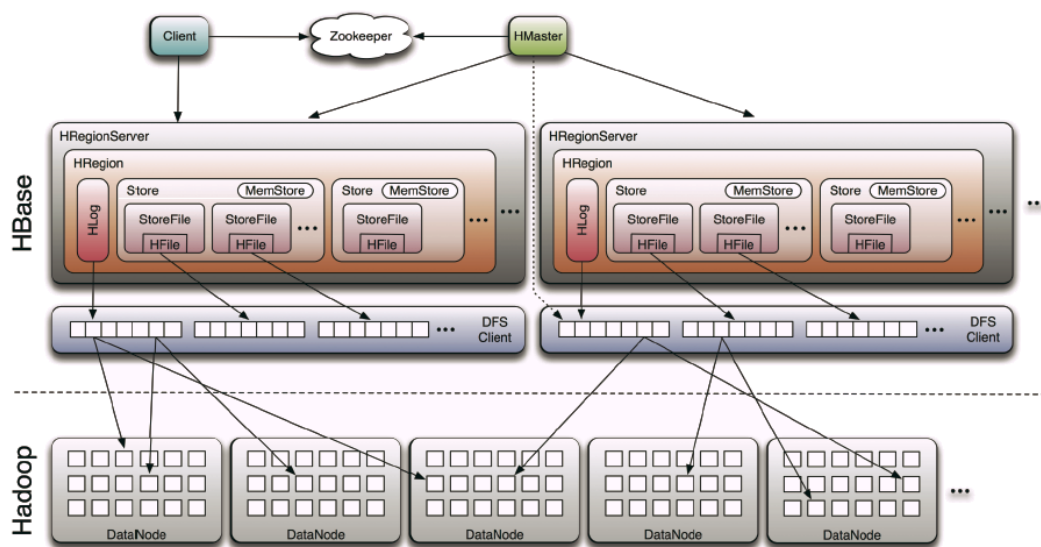 Client
Zookeeper
HMaster
HBase
HRegionServer
HRegion
HLog
Store
MemStore
StoreFile
HFile
StoreFile
HFile
...
Store
MemStore
StoreFile
HFile
...
...
HRegionServer
HRegion
HLog
Store
MemStore
StoreFile
HFile
StoreFile
HFile
...
Store
MemStore
StoreFile
HFile
...
...
...
...
DFS
Client
...
DFS
Client
Hadoop
DataNode
DataNode
DataNode
DataNode
DataNode
...